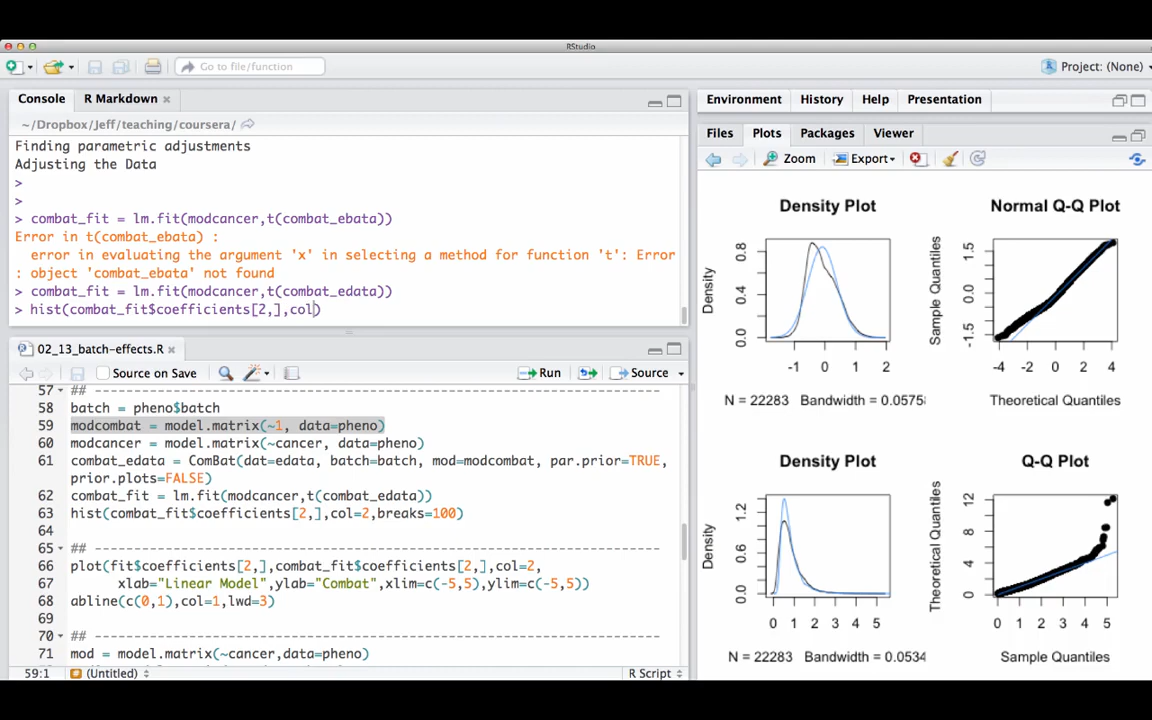 RStudio
Go to file/function
Project: (None)
Console R Markdown
~/Dropbox/Jeff/teaching/coursera/
Finding parametric adjustments
Adjusting the Data
>
>
> combat_fit = lm.fit(modcancer,t(combat_ebata))
Error in t(combat_ebata) :
error in evaluating the argument 'x' in selecting a method for function 't': Error
: object 'combat_ebata' not found
> combat_fit = lm.fit(modcancer,t(combat_edata))
> hist(combat_fit$coefficients[2,],col)
02_13_batch-effects.R
Source on Save Run Source
57 ## ------------------------------------------------------------------
58 batch = pheno$batch
59 modcombat = model.matrix(~1, data=pheno)
60 modcancer = model.matrix(~cancer, data=pheno)
61 combat_edata = ComBat(dat=edata, batch=batch, mod=modcombat, par.prior=TRUE,
prior.plots=FALSE)
62 combat_fit = lm.fit(modcancer,t(combat_edata))
63 hist(combat_fit$coefficients[2,],col=2,breaks=100)
64
65 ## ------------------------------------------------------------------
66 plot(fit$coefficients[2,],combat_fit$coefficients[2,],col=2,
67 xlab="Linear Model",ylab="Combat",xlim=c(-5,5),ylim=c(-5,5))
68 abline(c(0,1),col=1,lwd=3)
69
70 ## ------------------------------------------------------------------
71 mod = model.matrix(~cancer,data=pheno)
59:1 (Untitled) R Script
Environment History Help Presentation
Files Plots Packages Viewer
Zoom Export
Density Plot
Density
0.0 0.4 0.8
-1 0 1 2
N = 22283 Bandwidth = 0.0575
Normal Q-Q Plot
Sample Quantiles
-1.5 0.0 1.5
-4 -2 0 2 4
Theoretical Quantiles
Density Plot
Density
0.0 0.6 1.2
0 1 2 3 4 5
N = 22283 Bandwidth = 0.0534
Q-Q Plot
Theoretical Quantiles
0 4 8 12
0 1 2 3 4 5
Sample Quantiles